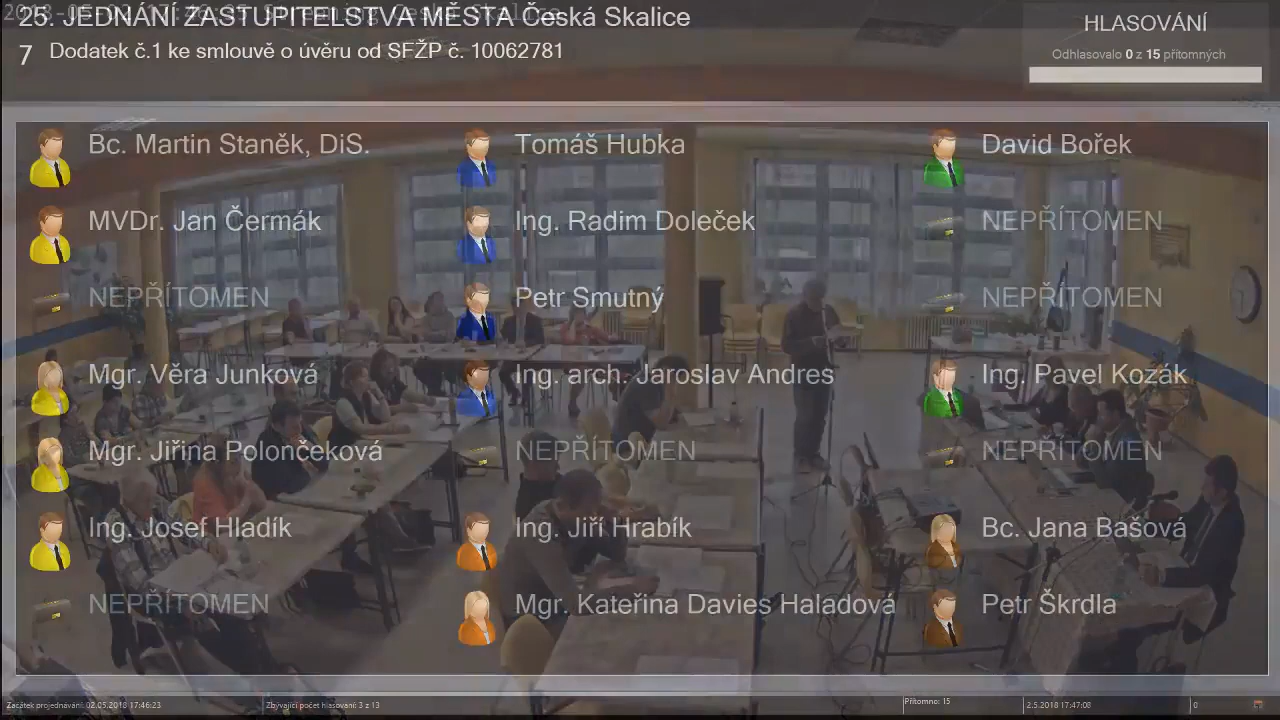 25. JEDNÁNÍ ZASTUPITELSTVA MĚSTA Česká Skalice
7 Dodatek č.1 ke smlouvě o úvěru od SFŽP č. 10062781
HLASOVÁNÍ
Odhlasovalo 0 z 15 přítomných
Bc. Martin Staněk, DiS.
Tomáš Hubka
David Bořek
MVDr. Jan Čermák
Ing. Radim Doleček
NEPŘÍTOMEN
NEPŘÍTOMEN
Petr Smutný
NEPŘÍTOMEN
Mgr. Věra Junková
Ing. arch. Jaroslav Andres
Ing. Pavel Kozák
Mgr. Jiřina Polončeková
NEPŘÍTOMEN
NEPŘÍTOMEN
Ing. Josef Hladík
Ing. Jiří Hrabík
Bc. Jana Bašová
NEPŘÍTOMEN
Mgr. Kateřina Davies Haladová
Petr Škrdla
Začátek projednávání: 02.05.2018 17:46:23
Zbývající počet hlasování: 3 z 13
Přítomno: 15
2.5.2018 17:47:08
0